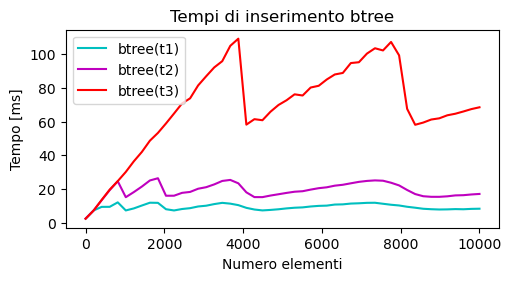 Tempi di inserimento btree
btree(t1)
btree(t2)
btree(t3)
Tempo [ms]
100
80
60
40
20
0
0 2000 4000 6000 8000 10000
Numero elementi